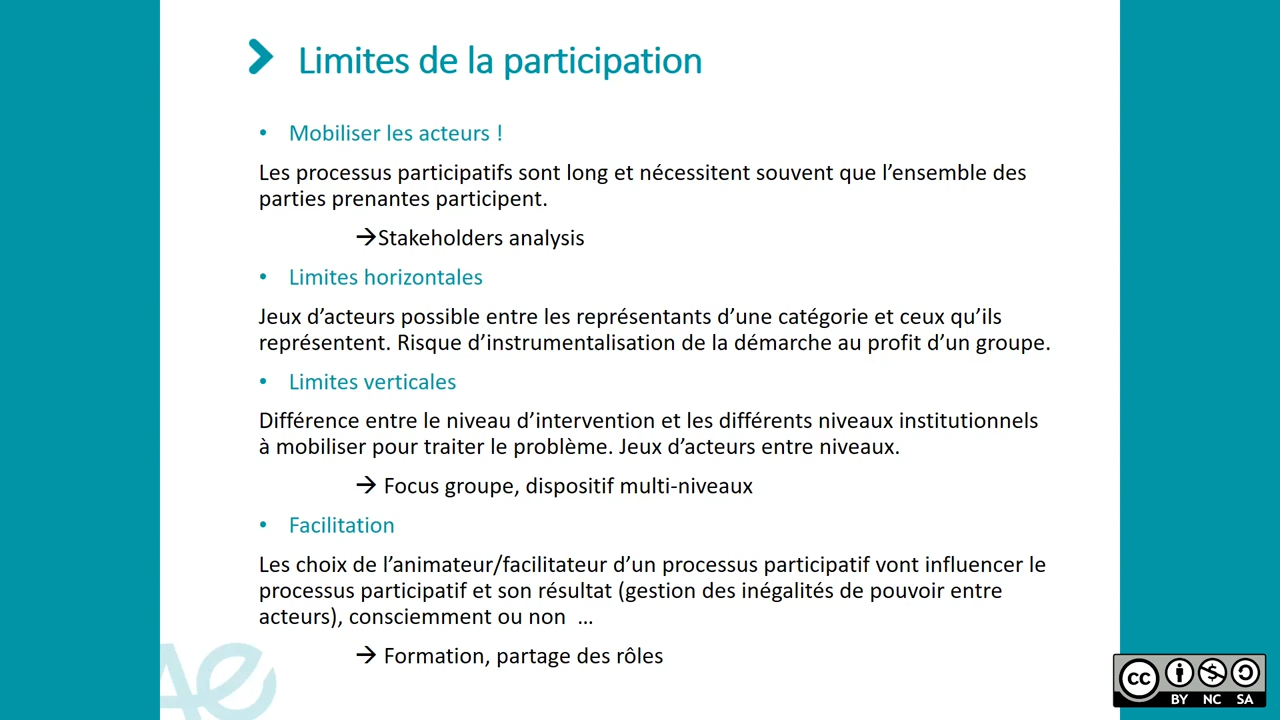 Limites de la participation
• Mobiliser les acteurs !
Les processus participatifs sont long et nécessitent souvent que l’ensemble des
parties prenantes participent.
→Stakeholders analysis
• Limites horizontales
Jeux d’acteurs possible entre les représentants d’une catégorie et ceux qu’ils
représentent. Risque d’instrumentalisation de la démarche au profit d’un groupe.
• Limites verticales
Différence entre le niveau d’intervention et les différents niveaux institutionnels
à mobiliser pour traiter le problème. Jeux d’acteurs entre niveaux.
→ Focus groupe, dispositif multi-niveaux
• Facilitation
Les choix de l’animateur/facilitateur d’un processus participatif vont influencer le
processus participatif et son résultat (gestion des inégalités de pouvoir entre
acteurs), consciemment ou non …
→ Formation, partage des rôles
cc
BY NC SA